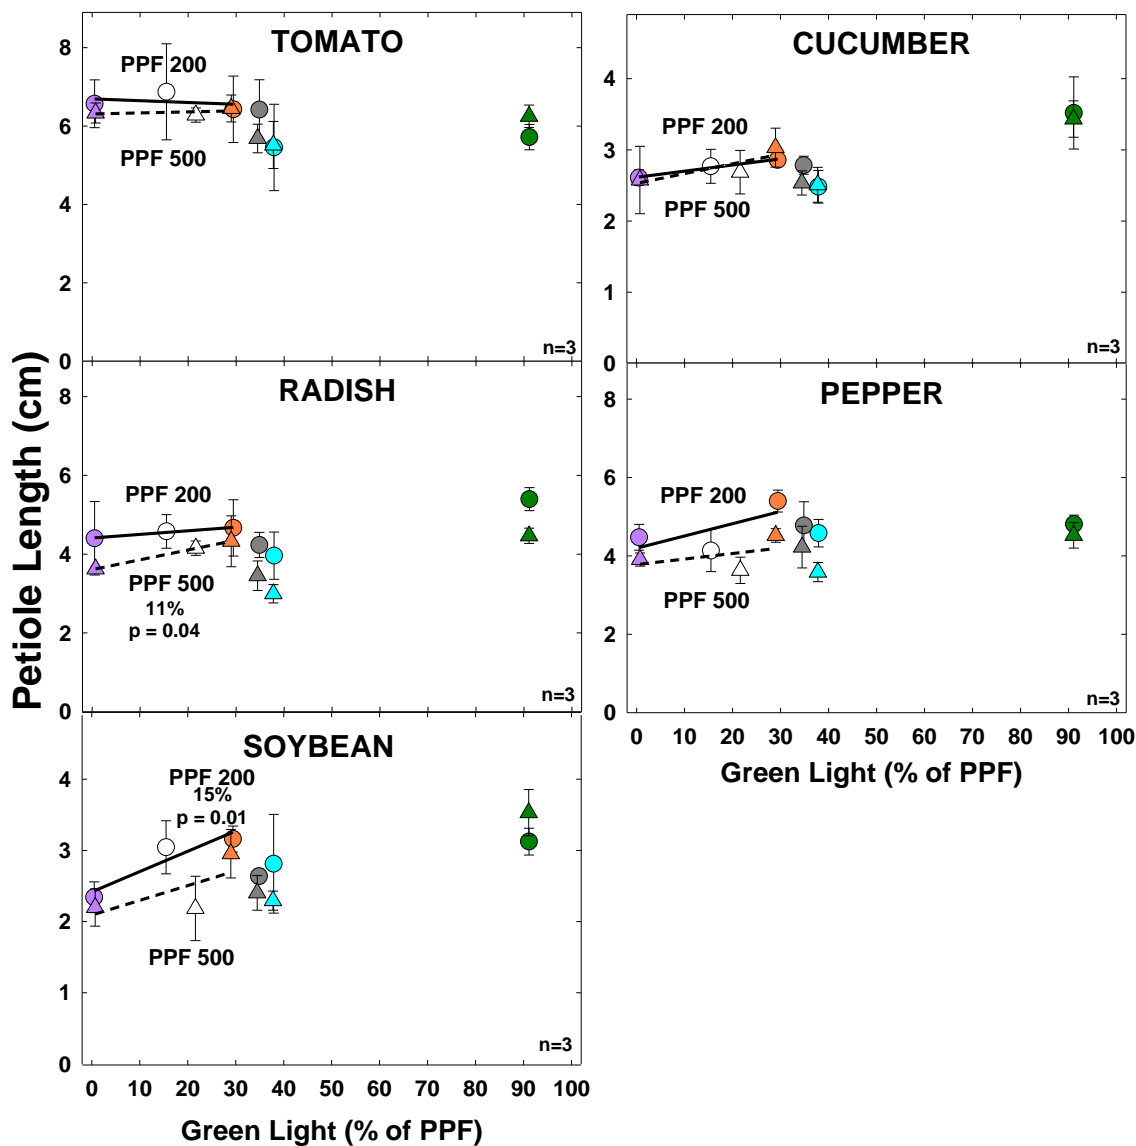 Petiole Length (cm)
TOMATO
PPF 200
PPF 500
n=3
8
6
4
2
0
CUCUMBER
PPF 200
PPF 500
n=3
4
3
2
1
0
RADISH
PPF 200
PPF 500
11%
p = 0.04
n=3
8
6
4
2
0
PEPPER
PPF 200
PPF 500
n=3
8
6
4
2
0
0 10 20 30 40 50 60 70 80 90 100
Green Light (% of PPF)
SOYBEAN
PPF 200
15%
p = 0.01
PPF 500
n=3
4
3
2
1
0
0 10 20 30 40 50 60 70 80 90 100
Green Light (% of PPF)